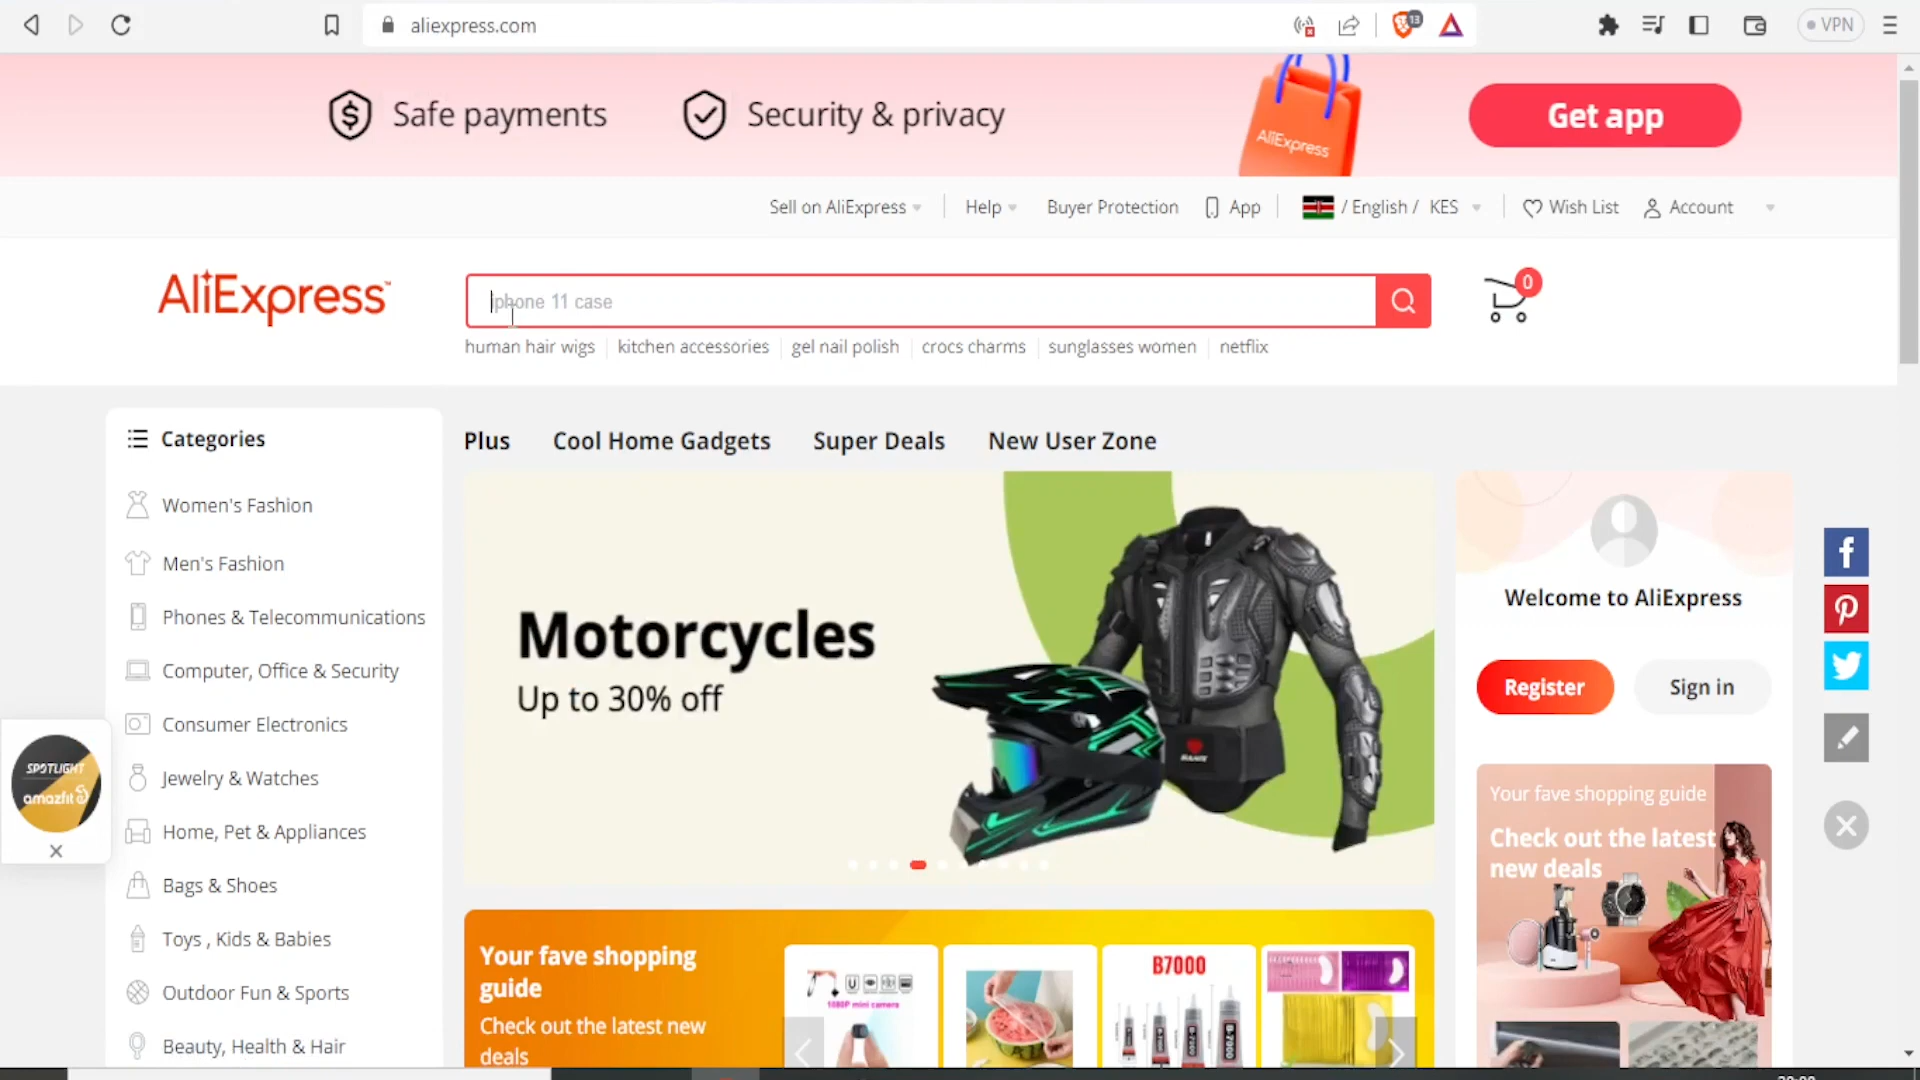 aliexpress.com
13
VPN
Safe payments
Security & privacy
AliExpress
Get app
Sell on AliExpress
Help
Buyer Protection
App
/ English / KES
Wish List
Account
AliExpress™
iphone 11 case
0
human hair wigs
kitchen accessories
gel nail polish
crocs charms
sunglasses women
netflix
Categories
Plus
Cool Home Gadgets
Super Deals
New User Zone
Women's Fashion
Men's Fashion
Phones & Telecommunications
Computer, Office & Security
Consumer Electronics
Jewelry & Watches
Home, Pet & Appliances
Bags & Shoes
Toys , Kids & Babies
Outdoor Fun & Sports
Beauty, Health & Hair
SPOTLIGHT
amazfit
Motorcycles
Up to 30% off
Welcome to AliExpress
Register
Sign in
Your fave shopping guide
Check out the latest
new deals
Your fave shopping
guide
Check out the latest new
deals
1080P mini camera
B7000